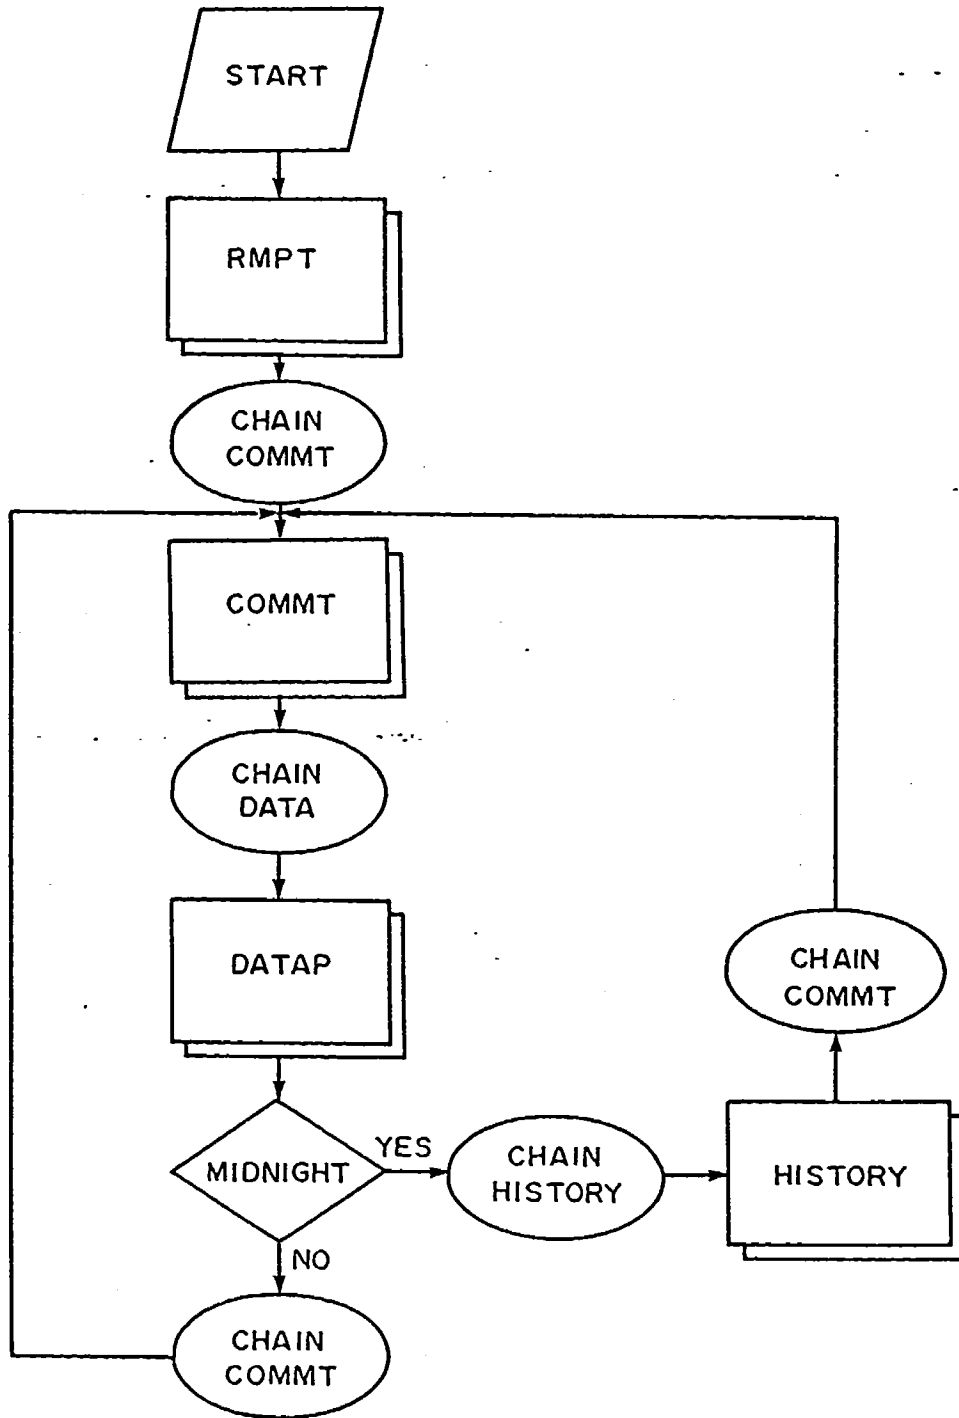 START
RMPT
CHAIN
COMMT
COMMT
CHAIN
DATA
DATAP
MIDNIGHT
YES
CHAIN
HISTORY
HISTORY
CHAIN
COMMT
NO
CHAIN
COMMT